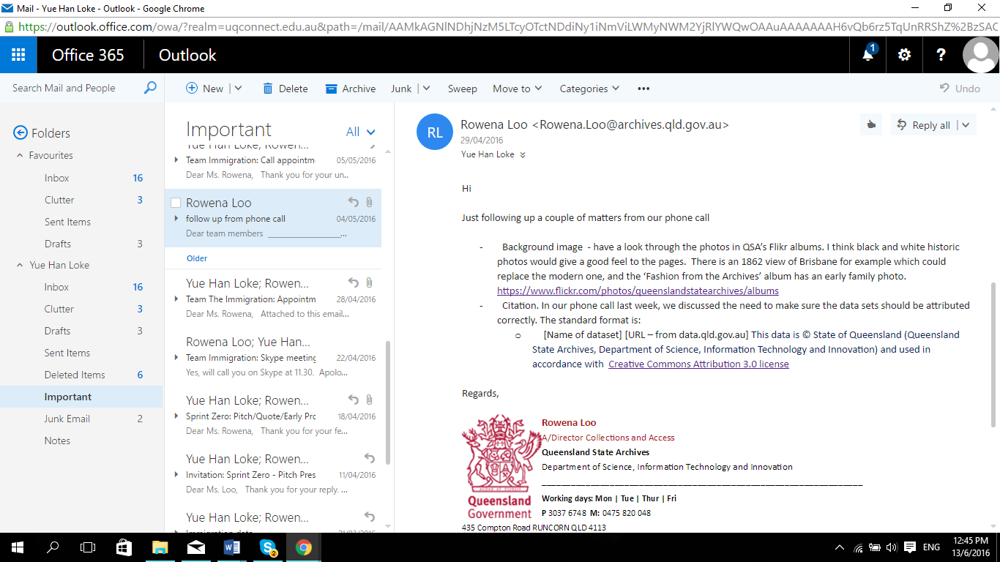 Mail - Yue Han Loke - Outlook - Google Chrome
https://outlook.office.com/owa/?realm=uqconnect.edu.au&path=/mail/AAMkAGNlNDhjNzM5LTcyOTctNDdiNy1iNmViLWMyNWM2YjRlYWQwOAAuAAAAAAAH6vQb6rz5TqUnRRShZ%2BzSAC
Office 365
Outlook
1
?
Search Mail and People
New
Delete
Archive
Junk
Sweep
Move to
Categories
•••
Undo
Folders
Favourites
Inbox 16
Clutter 3
Sent Items
Drafts 3
Yue Han Loke
Inbox 16
Clutter 3
Drafts 3
Sent Items
Deleted Items 6
Important
Junk Email 2
Notes
Important
All
Yue Han Loke; Rowen...
Team Immigration: Call appointm 05/05/2016
Dear Ms. Rowena, Thank you for your un..
Rowena Loo
follow up from phone call 04/05/2016
Dear team members ___________________...
Older
Yue Han Loke; Rowen...
Team The Immigration: Appointm 28/04/2016
Dear Ms. Rowena, Attached to this email...
Rowena Loo; Yue Han...
Team Immigration: Skype meeting 22/04/2016
Yes, will call you on Skype at 11.30. Apolo...
Yue Han Loke; Rowen...
Sprint Zero: Pitch/Quote/Early Prc 18/04/2016
Dear Ms. Rowena, Thank you for your fe...
Yue Han Loke; Rowen...
Invitation: Sprint Zero - Pitch Pres 11/04/2016
Dear Ms. Loo, Thank you for your reply. ...
Yue Han Loke; Rowen...
RL
Rowena Loo <Rowena.Loo@archives.qld.gov.au>
29/04/2016
Yue Han Loke
Reply all
Hi
Just following up a couple of matters from our phone call
- Background image - have a look through the photos in QSA's Flikr albums. I think black and white historic
photos would give a good feel to the pages. There is an 1862 view of Brisbane for example which could
replace the modern one, and the 'Fashion from the Archives' album has an early family photo.
https://www.flickr.com/photos/queenslandstatearchives/albums
- Citation. In our phone call last week, we discussed the need to make sure the data sets should be attributed
correctly. The standard format is:
o [Name of dataset] [URL – from data.qld.gov.au] This data is © State of Queensland (Queensland
State Archives, Department of Science, Information Technology and Innovation) and used in
accordance with Creative Commons Attribution 3.0 license
Regards,
Queensland
Government
Rowena Loo
A/Director Collections and Access
Queensland State Archives
Department of Science, Information Technology and Innovation
Working days: Mon | Tue | Thur | Fri
P 3037 6748 M: 0475 820 048
435 Compton Road RUNCORN QLD 4113
2
ENG
12:45 PM
13/6/2016